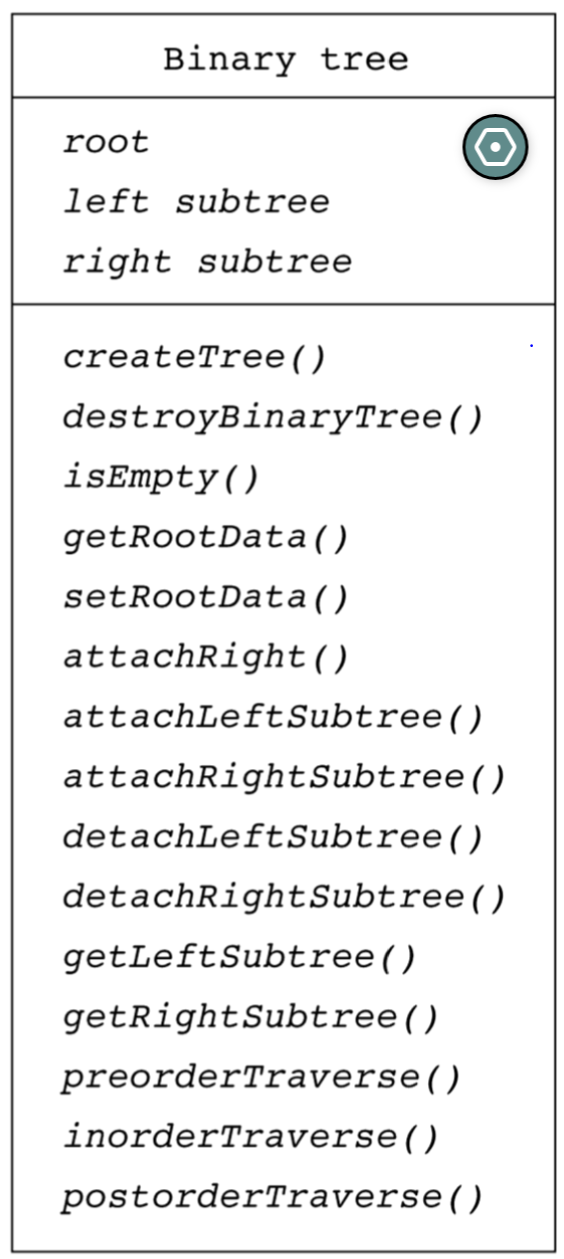 Binary tree
root
left subtree
right subtree
createTree()
destroyBinaryTree()
isEmpty()
getRootData()
setRootData()
attachRight()
attachLeftSubtree()
attachRightSubtree()
detachLeftSubtree()
detachRightSubtree()
getLeftSubtree()
getRightSubtree()
preorderTraverse()
inorderTraverse()
postorderTraverse()